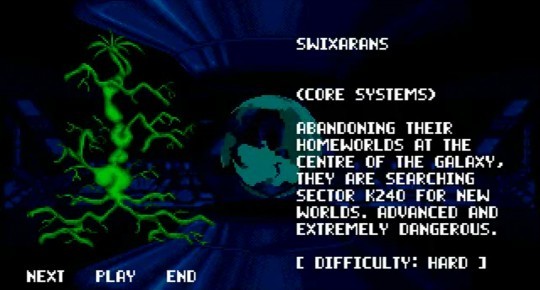 SWIXARANS
(CORE SYSTEMS)
ABANDONING THEIR
HOMEWORLDS AT THE
CENTRE OF THE GALAXY,
THEY ARE SEARCHING
SECTOR K240 FOR NEW
WORLDS. ADVANCED AND
EXTREMELY DANGEROUS.
[ DIFFICULTY: HARD ]
NEXT PLAY END